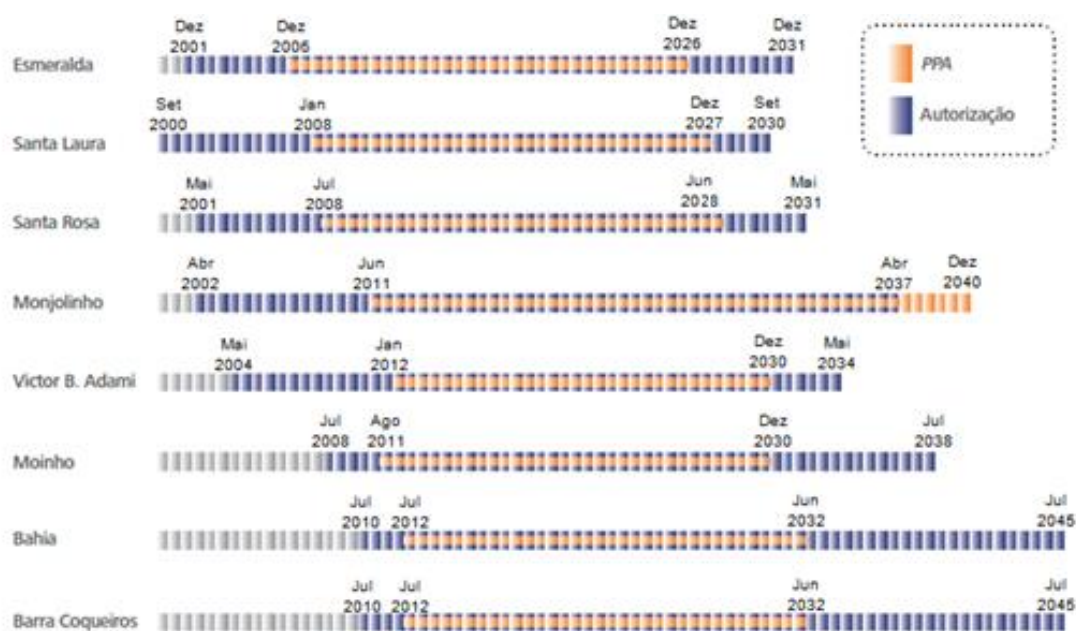 Dez Dez Dez Dez
2001 2006 2026 2031
Esmeralda
PPA
Autorização
Set Jan Dez Set
2000 2008 2027 2030
Santa Laura
Mai Jul Jun Mai
2001 2008 2028 2031
Santa Rosa
Abr Jun Abr Dez
2002 2011 2037 2040
Monjolinho
Mai Jan Dez Mai
2004 2012 2030 2034
Victor B. Adami
Jul Ago Dez Jul
2008 2011 2030 2038
Moinho
Jul Jul Jun Jul
2010 2012 2032 2045
Bahia
Jul Jul Jun Jul
2010 2012 2032 2045
Barra Coqueiros